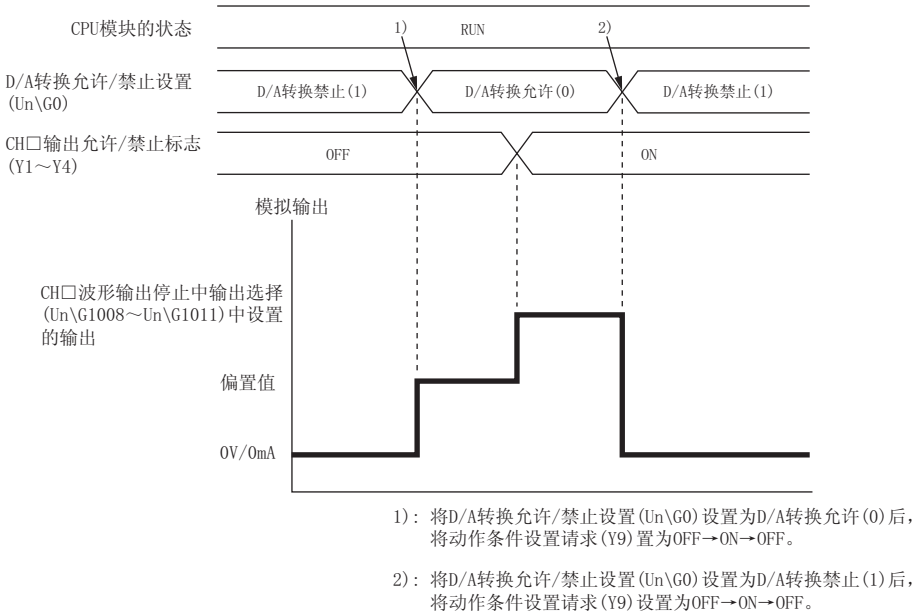 CPU模块的状态
1)
RUN
2)
D/A转换允许/禁止设置
(Un\G0)
D/A转换禁止(1)
D/A转换允许(0)
D/A转换禁止(1)
CH□输出允许/禁止标志
(Y1～Y4)
OFF
ON
模拟输出
CH□波形输出停止中输出选择
(Un\G1008～Un\G1011)中设置
的输出
偏置值
0V/0mA
1): 将D/A转换允许/禁止设置(Un\G0)设置为D/A转换允许(0)后,
将动作条件设置请求(Y9)置为OFF→ON→OFF。
2): 将D/A转换允许/禁止设置(Un\G0)设置为D/A转换禁止(1)后,
将动作条件设置请求(Y9)设置为OFF→ON→OFF。